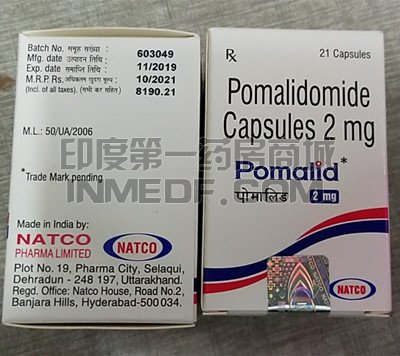 Batch No. समूह संख्या : 603049
Mfg. date उत्पादन तिथि : 11/2019
Exp. date समाप्ति तिथि : 10/2021
M.R.P. Rs. अधिकतम खुदरा मूल्य : 8190.21
(Incl. of all taxes). (सभी कर सहित)
M.L.: 50/UA/2006
*Trade Mark pending
Made in India by:
NATCO
PHARMA LIMITED
NATCO
Plot No. 19, Pharma City, Selaqui,
Dehradun - 248 197, Uttarakhand.
Regd. Office: Natco House, Road No.2,
Banjara Hills, Hyderabad-500 034.
Rx 21 Capsules
Pomalidomide
Capsules 2 mg
Pomalid*
पोमालिड 2 mg
NATCO
印度第一药房商城
INMEDF.COM